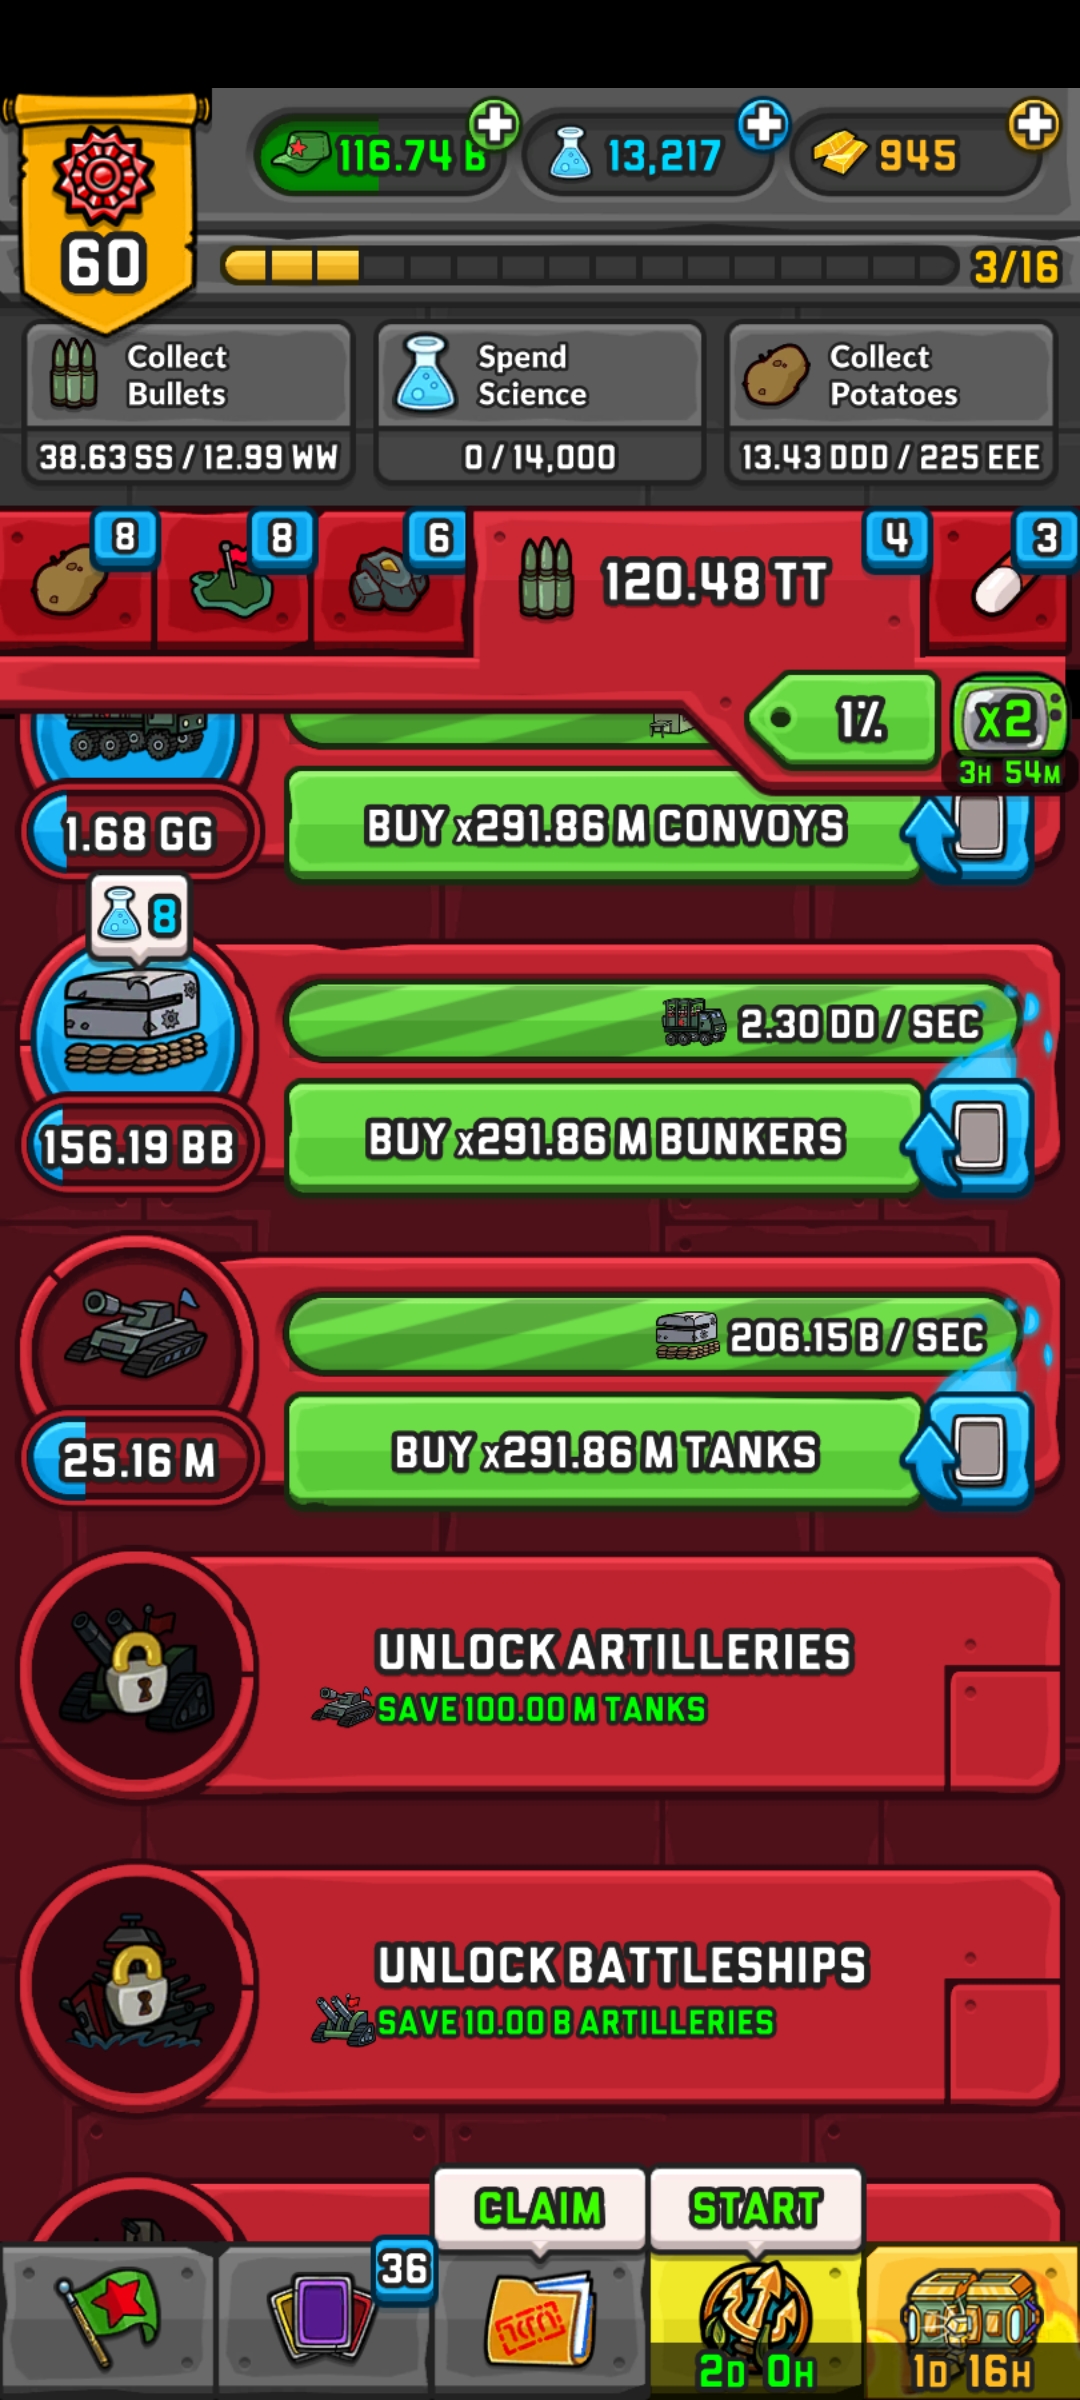 116.74 B
13,217
945
60
3/16
Collect
Bullets
38.63 SS / 12.99 WW
Spend
Science
0 / 14,000
Collect
Potatoes
13.43 DDD / 225 EEE
8
8
6
120.48 TT
4
3
1%
x2
3H 54M
1.68 GG
BUY x291.86 M CONVOYS
8
2.30 DD / SEC
156.19 BB
BUY x291.86 M BUNKERS
206.15 B / SEC
25.16 M
BUY x291.86 M TANKS
UNLOCK ARTILLERIES
SAVE 100.00 M TANKS
UNLOCK BATTLESHIPS
SAVE 10.00 B ARTILLERIES
CLAIM
START
36
2D 0H
1D 16H